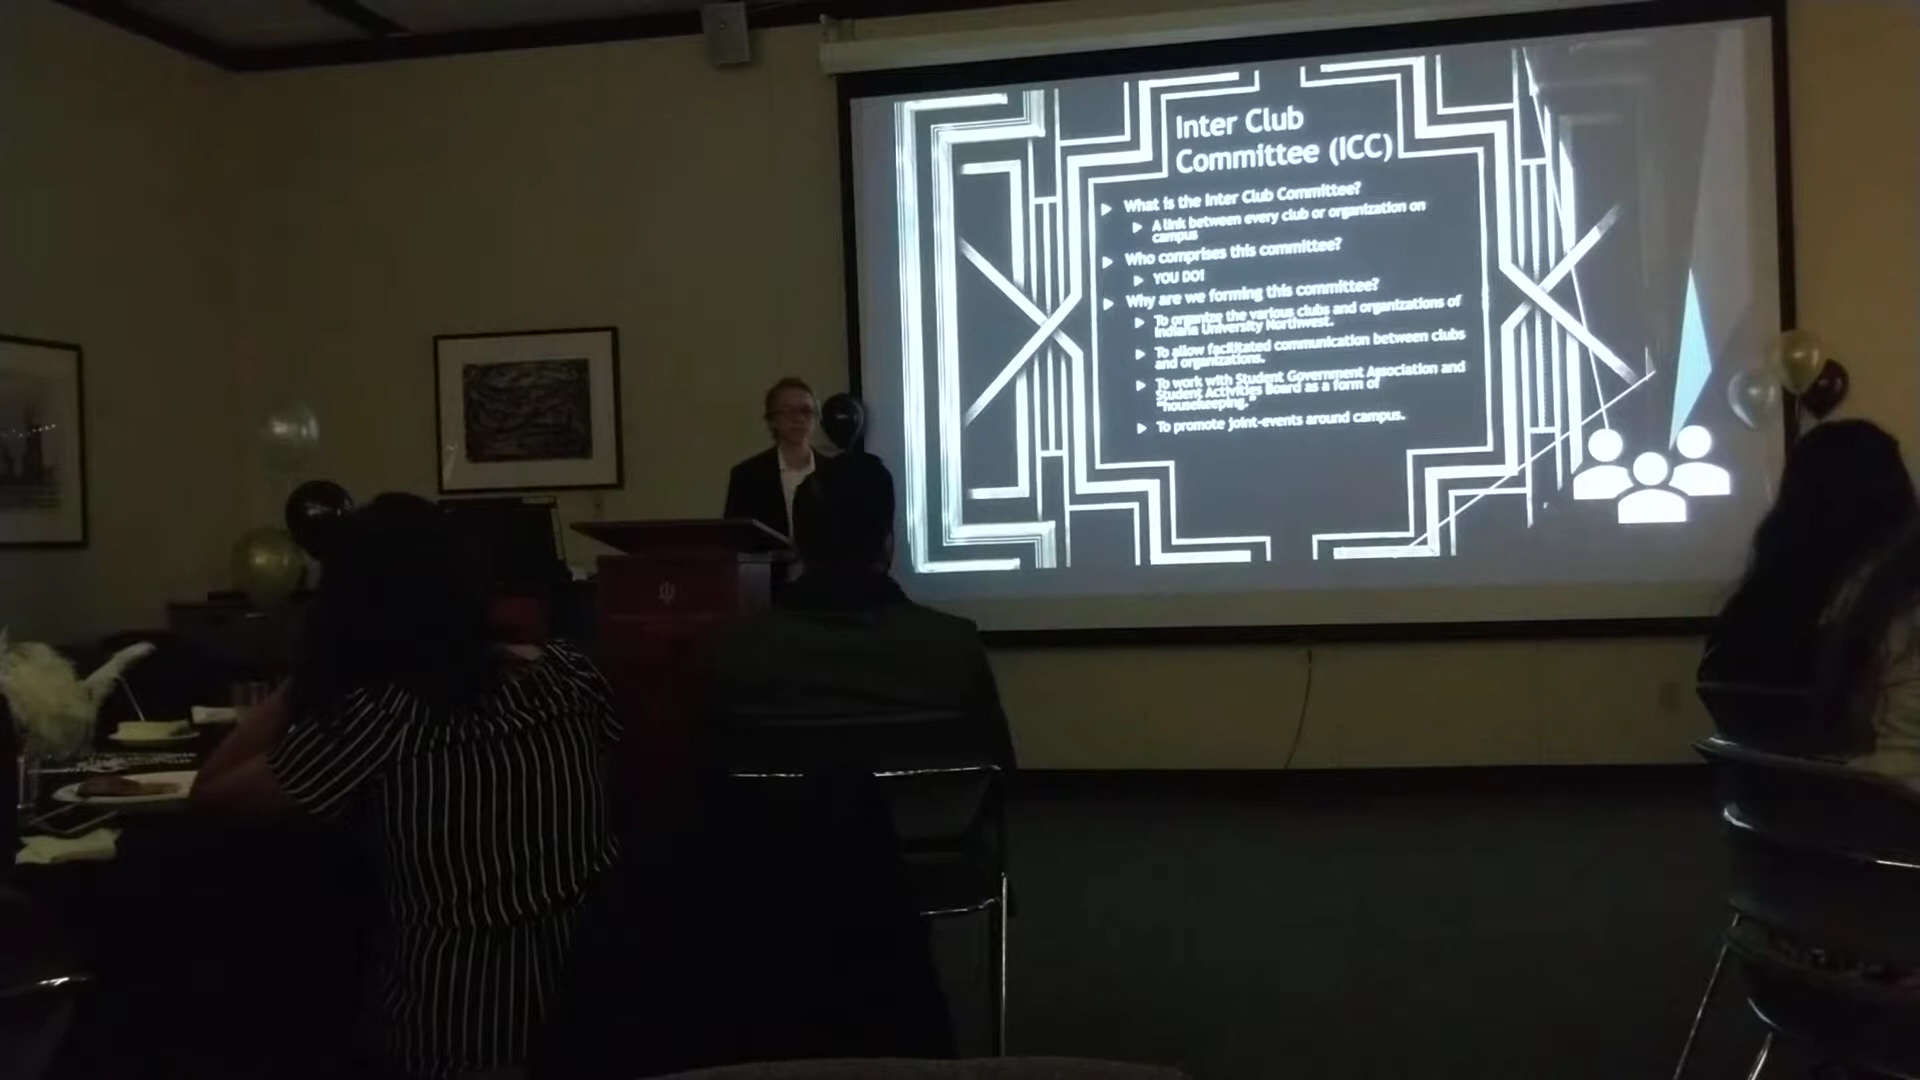 Inter Club
Committee (ICC)
What is the Inter Club Committee?
A link between every club or organization on
campus
Who comprises this committee?
YOU DO!
Why are we forming this committee?
To organize the various clubs and organizations of
Indiana University Northwest.
To allow facilitated communication between clubs
and organizations.
To work with Student Government Association and
Student Activities Board as a form of
"housekeeping."
To promote joint-events around campus.